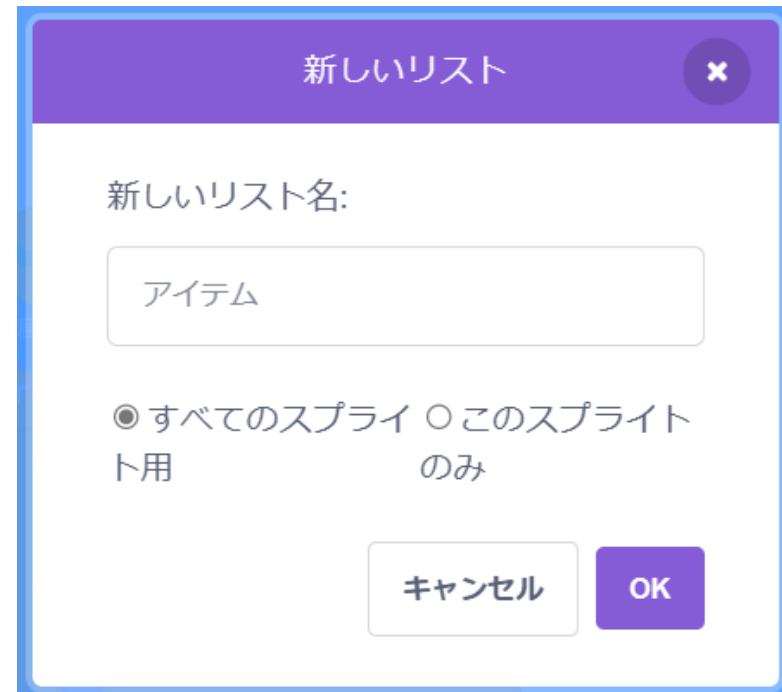 新しいリスト
新しいリスト名:
アイテム
すべてのスプライ
ト用
このスプライト
のみ
キャンセル
OK